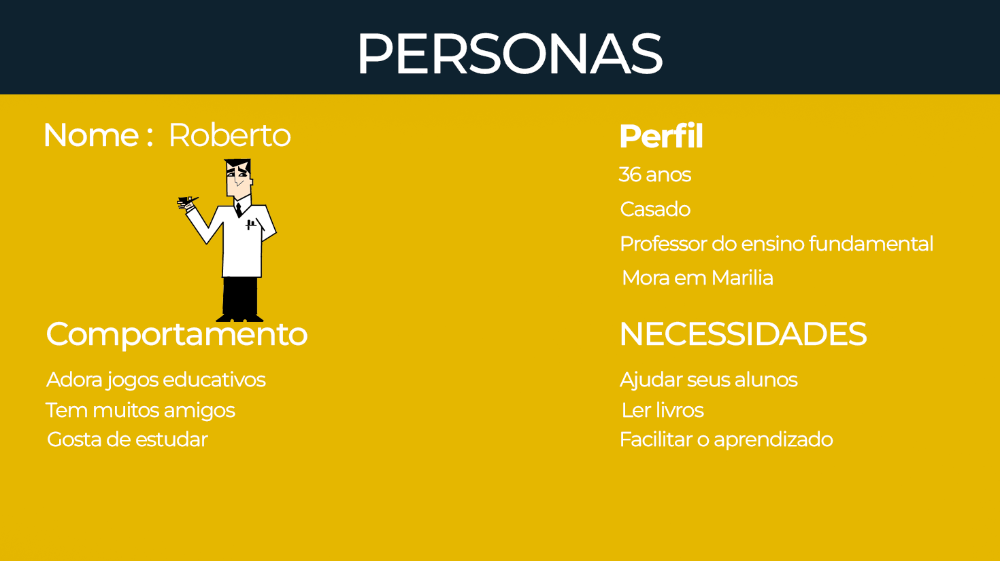 PERSONAS
Nome : Roberto
Perfil
36 anos
Casado
Professor do ensino fundamental
Mora em Marilia
Comportamento
Adora jogos educativos
Tem muitos amigos
Gosta de estudar
NECESSIDADES
Ajudar seus alunos
Ler livros
Facilitar o aprendizado